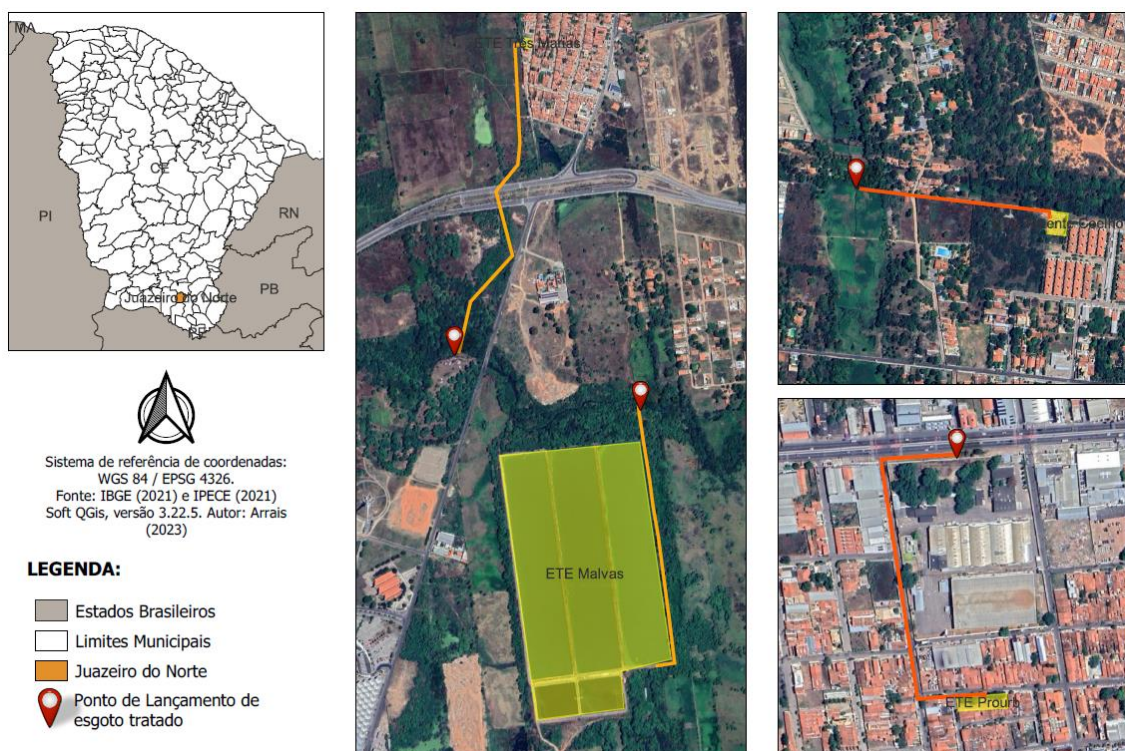 MA
CE
PI
RN
PB
Juazeiro do Norte
PE
Sistema de referência de coordenadas:
WGS 84 / EPSG 4326.
Fonte: IBGE (2021) e IPECE (2021)
Soft QGis, versão 3.22.5. Autor: Arrais
(2023)
LEGENDA:
Estados Brasileiros
Limites Municipais
Juazeiro do Norte
Ponto de Lançamento de
esgoto tratado
ETE Três Marias
ETE Malvas
Coelho
ETE Prourb